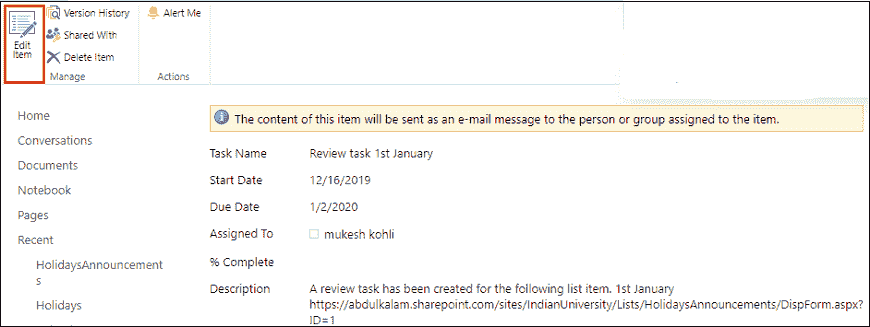 Edit
Item
Version History
Shared With
Delete Item
Manage
Alert Me
Actions
Home
Conversations
Documents
Notebook
Pages
Recent
HolidaysAnnouncement
s
Holidays
The content of this item will be sent as an e-mail message to the person or group assigned to the item.
Task Name Review task 1st January
Start Date 12/16/2019
Due Date 1/2/2020
Assigned To mukesh kohli
% Complete
Description A review task has been created for the following list item. 1st January
https://abdulkalam.sharepoint.com/sites/IndianUniversity/Lists/HolidaysAnnouncements/DispForm.aspx?
ID=1